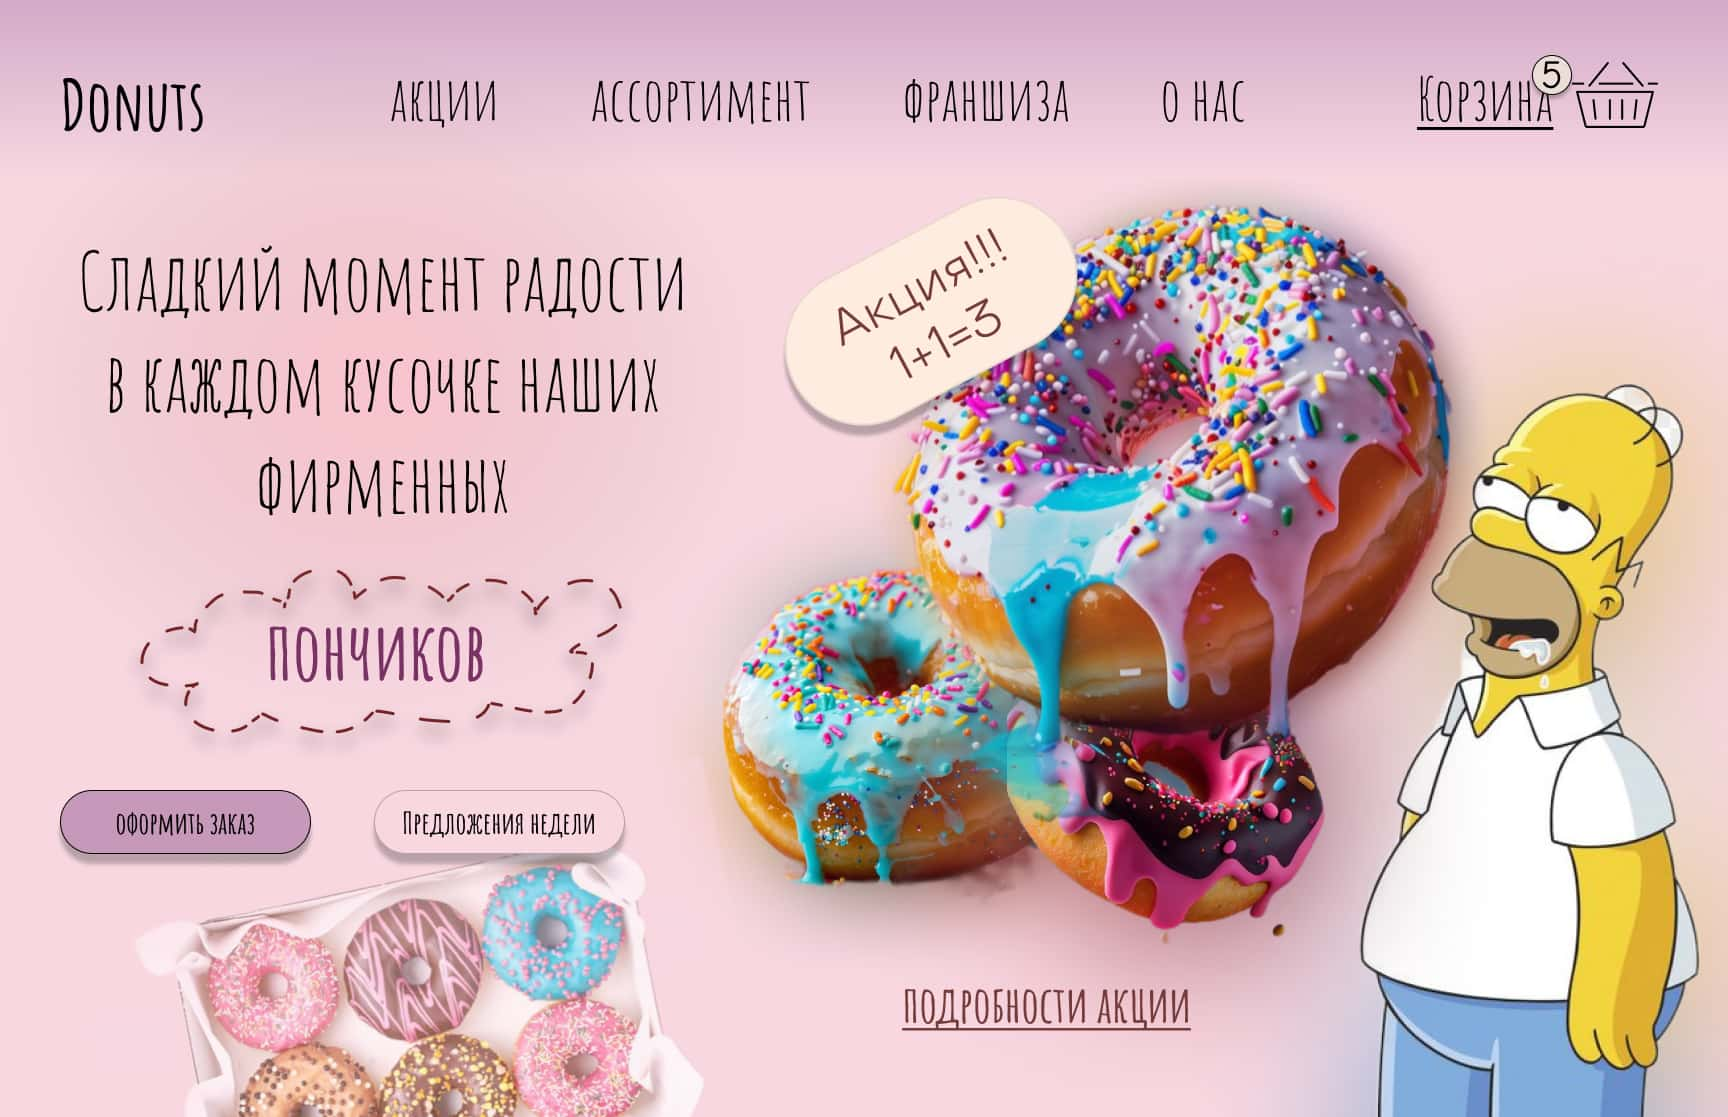 Donuts
акции
ассортимент
франшиза
о нас
Корзина
5
Сладкий момент радости
в каждом кусочке наших
фирменных
пончиков
оформить заказ
Предложения недели
Акция!!!
1+1=3
подробности акции